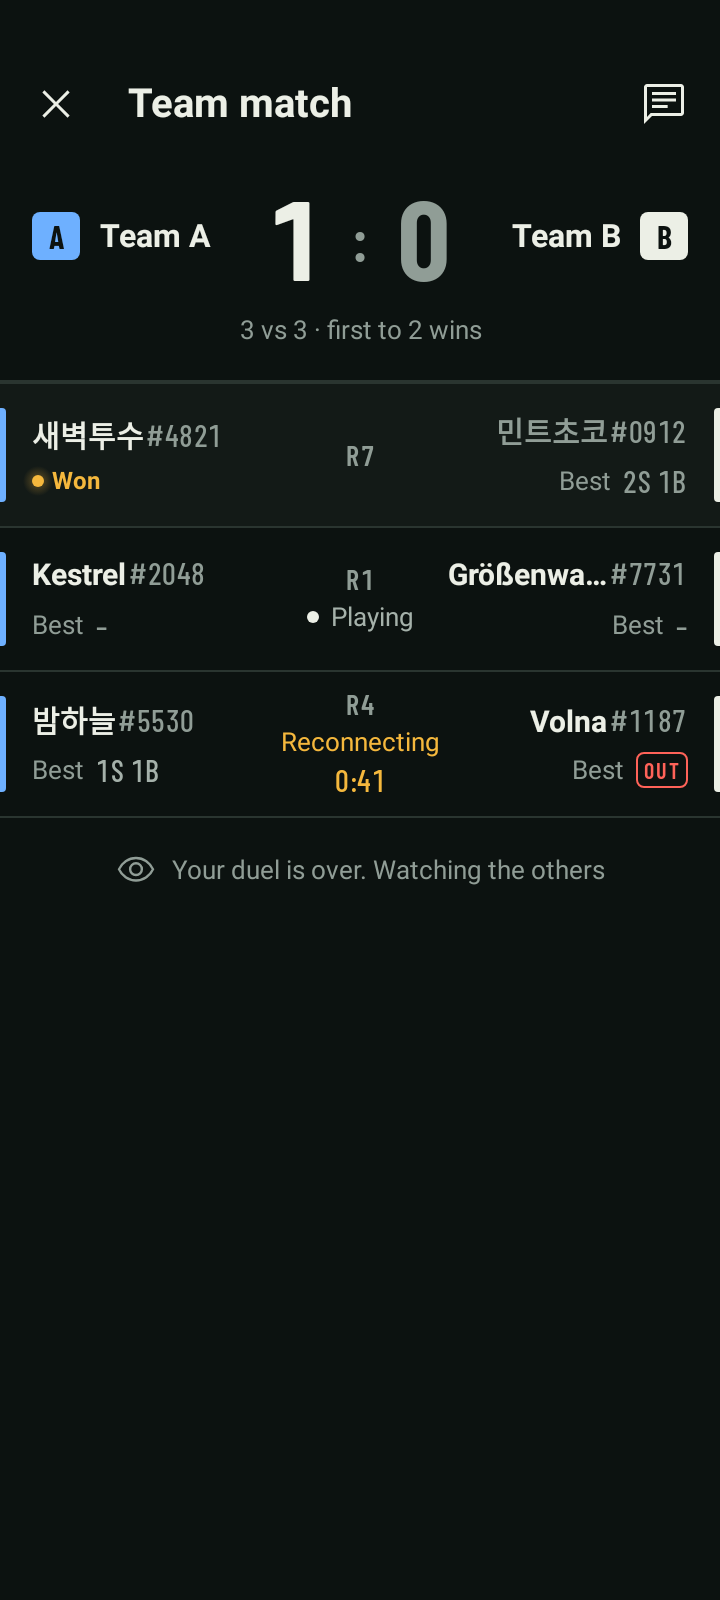 Team match
A Team A 1 : 0 Team B B
3 vs 3 · first to 2 wins
새벽투수#4821 R7 민트초코#0912
Won Best 2S 1B
Kestrel#2048 R1 Größenwa...#7731
Best - Playing Best -
밤하늘#5530 R4 Volna#1187
Best 1S 1B Reconnecting Best OUT
0:41
Your duel is over. Watching the others